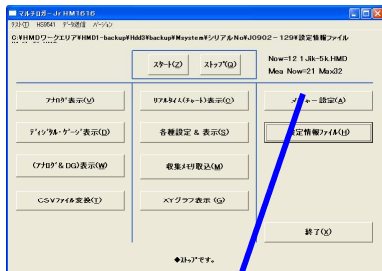 マルチロガーJr HM1616
テスト(T) HG9541 データ送信 バージョン
C:¥HMDワークエリア¥HMD1-backup¥Hdd3¥backup¥Msystem¥シリアルNo¥J0902-129¥設定情報ファイル
スタート(Z)
ストップ(Q)
Now=12 1 Jik-5k.HMD
Mea Now=21 Max32
アナログ表示(V)
リアルタイム(チャート)表示(C)
設定(A)
ディジタル・ゲージ表示(D)
各種設定 & 表示(S)
定情報ファイル(H)
(アナログ & DG)表示(W)
収集メモリ取込(M)
CSVファイル変換(T)
XYグラフ表示 (G)
終了(X)
◆ストップです。